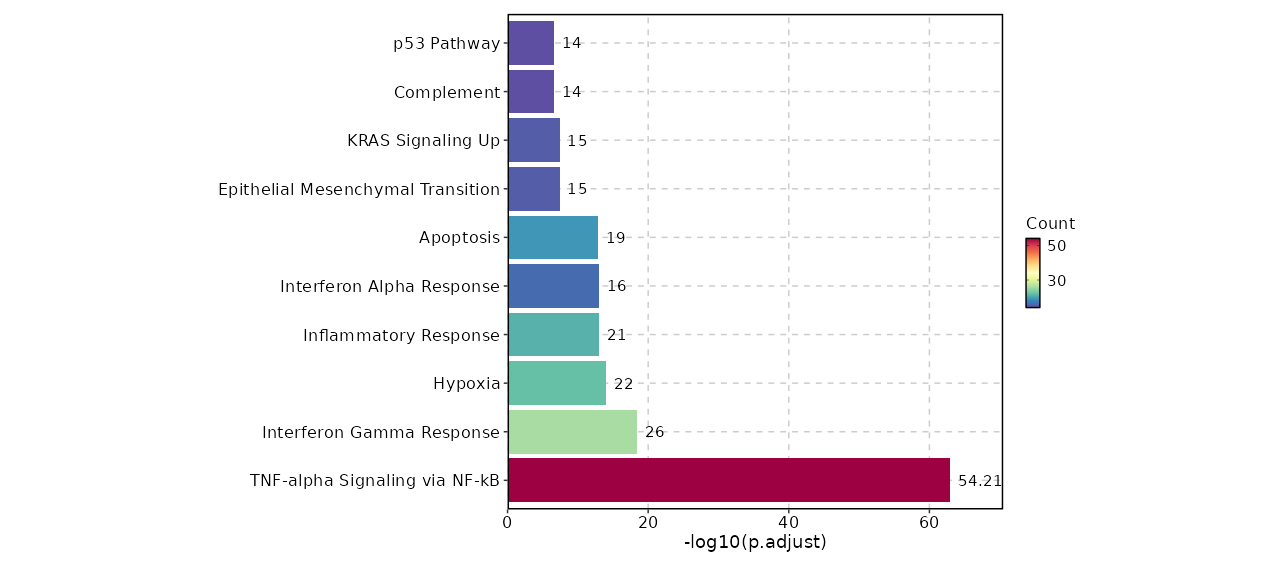 p53 Pathway 14
Complement 14
KRAS Signaling Up 15
Epithelial Mesenchymal Transition 15
Apoptosis 19
Interferon Alpha Response 16
Inflammatory Response 21
Hypoxia 22
Interferon Gamma Response 26
TNF-alpha Signaling via NF-kB 54.21
0 20 40 60
-log10(p.adjust)
Count
50
30